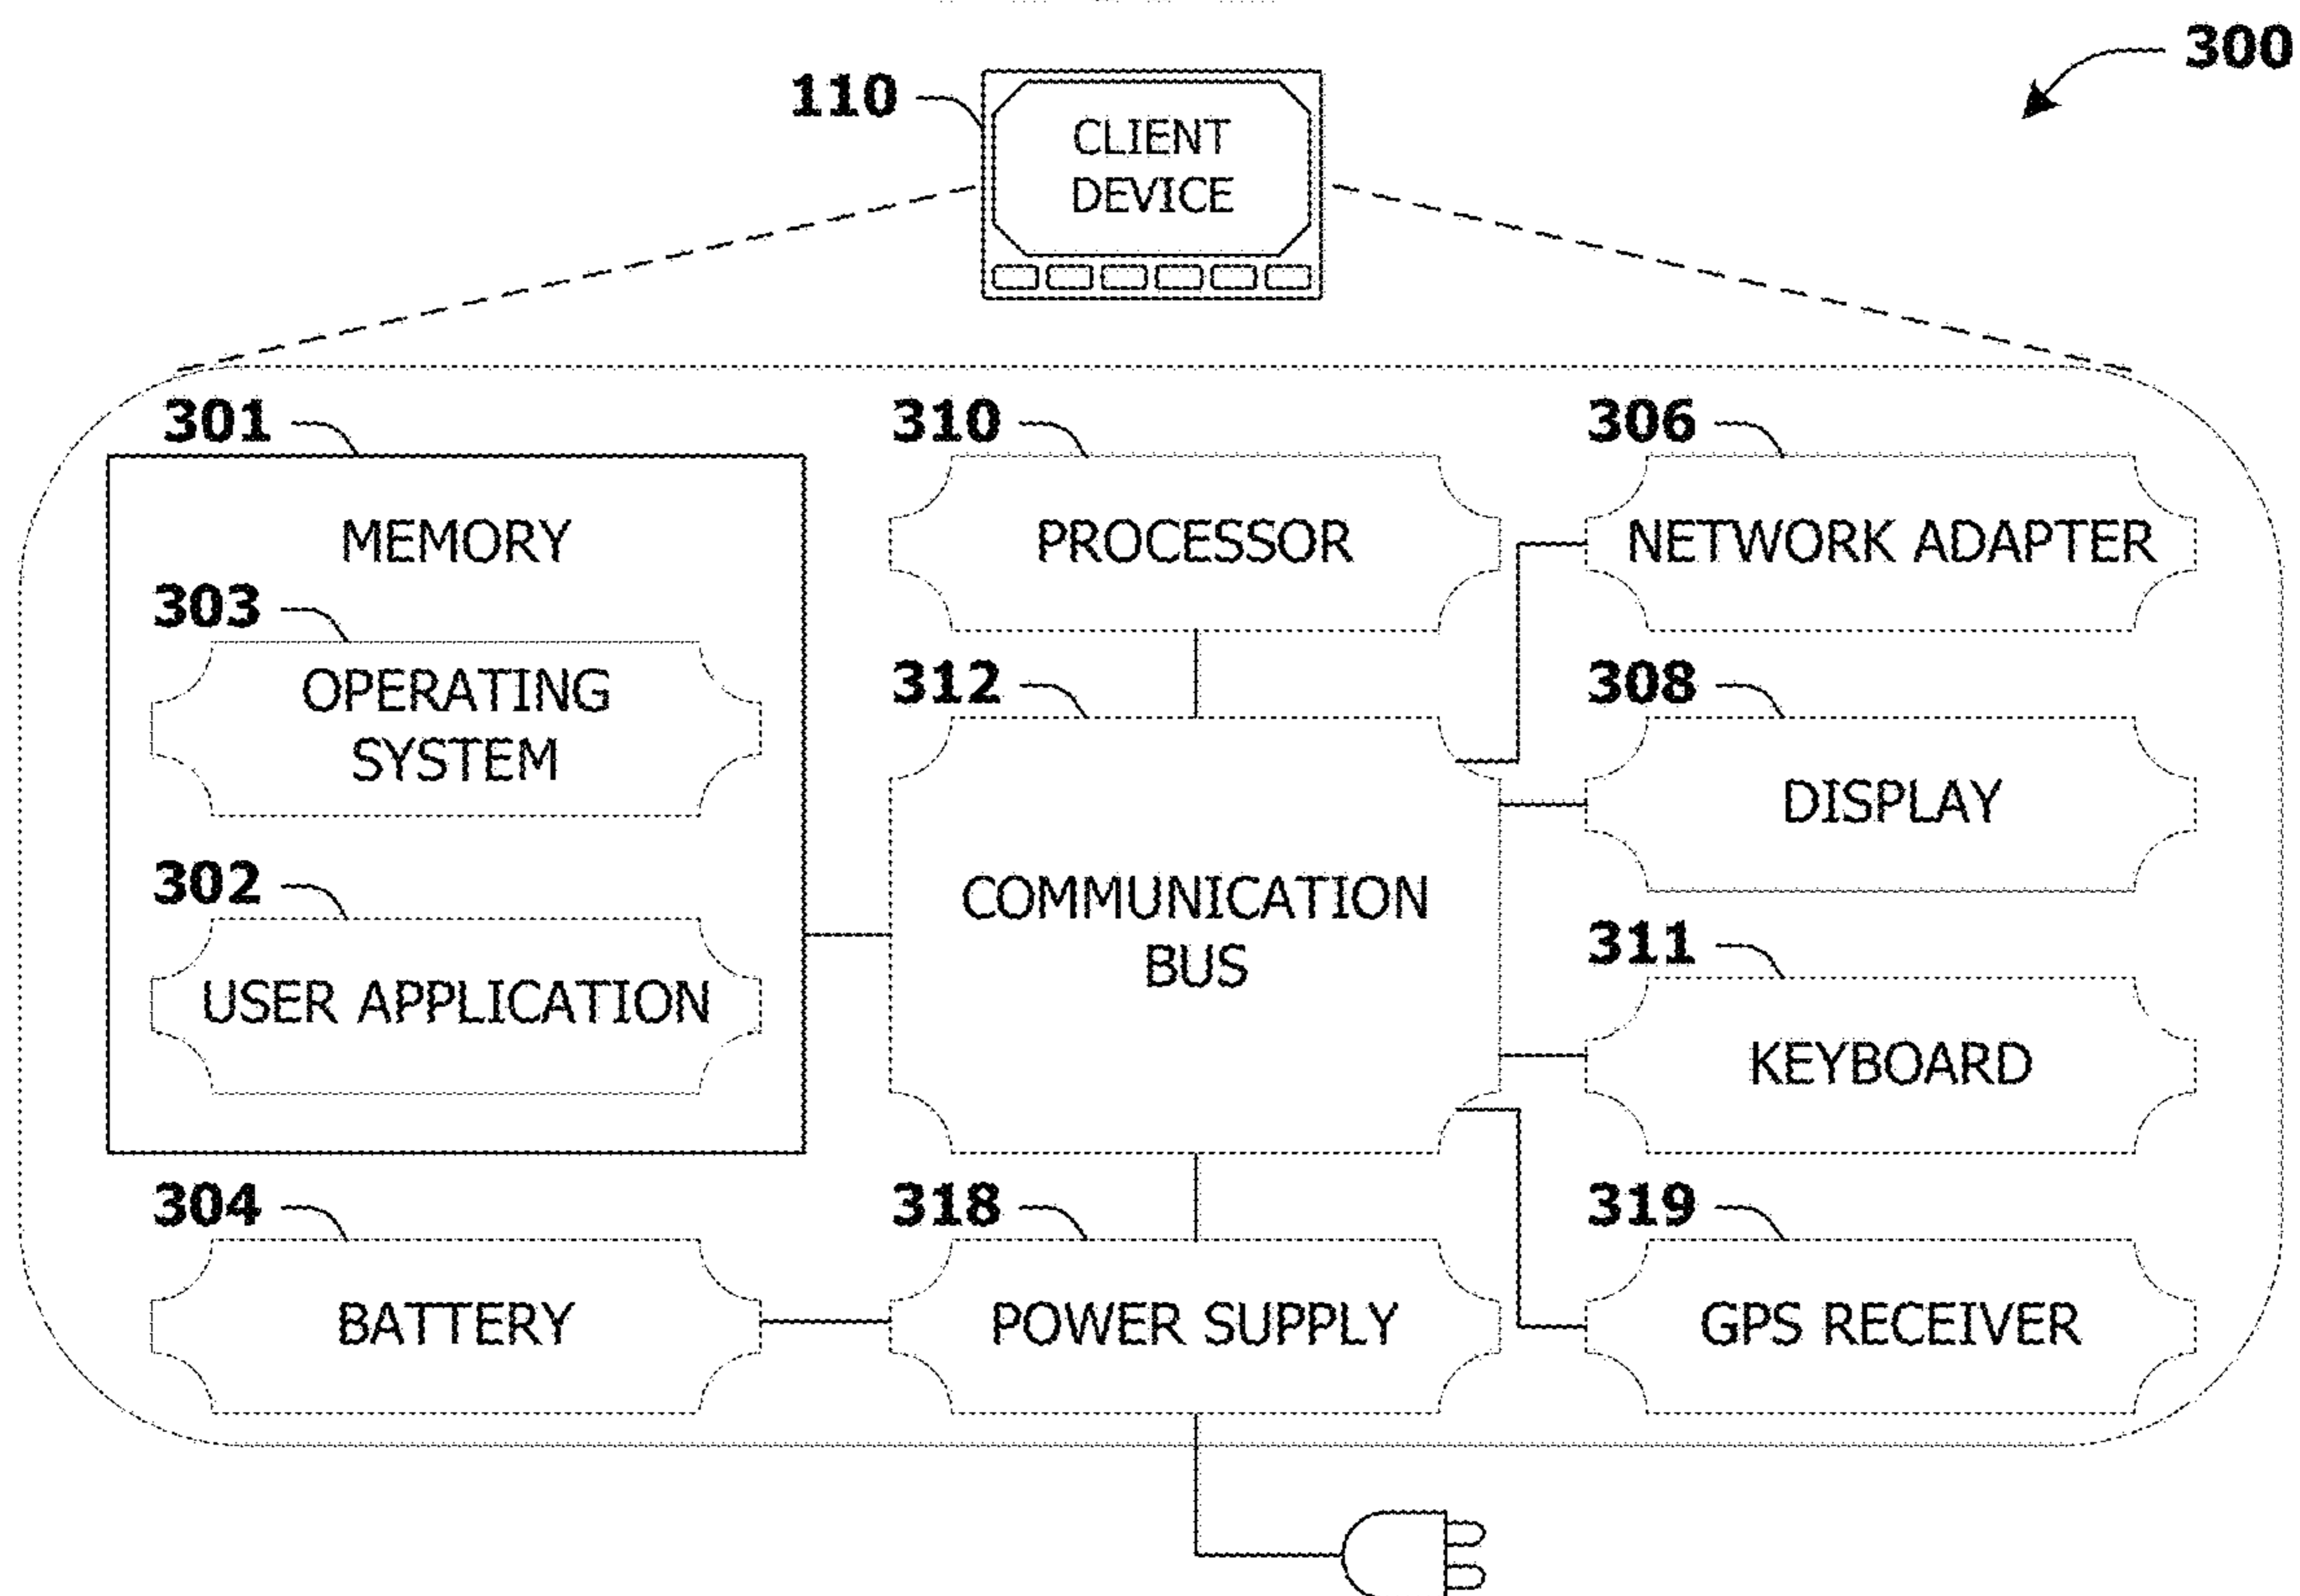 300
110
CLIENT
DEVICE
301
310
306
MEMORY
PROCESSOR
NETWORK ADAPTER
303
OPERATING
SYSTEM
312
308
DISPLAY
302
USER APPLICATION
COMMUNICATION
BUS
311
KEYBOARD
304
318
319
BATTERY
POWER SUPPLY
GPS RECEIVER